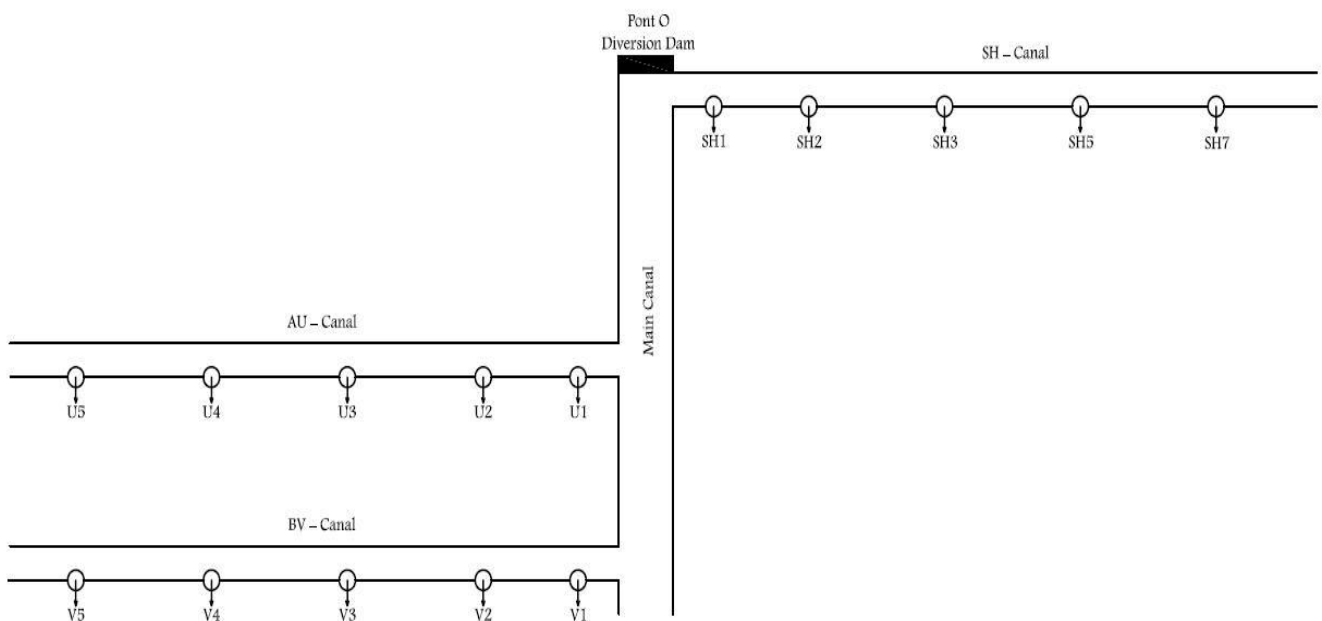 Pont O
Diversion Dam
SH – Canal
SH1 SH2 SH3 SH5 SH7
Main Canal
AU – Canal
U5 U4 U3 U2 U1
BV – Canal
V5 V4 V3 V2 V1